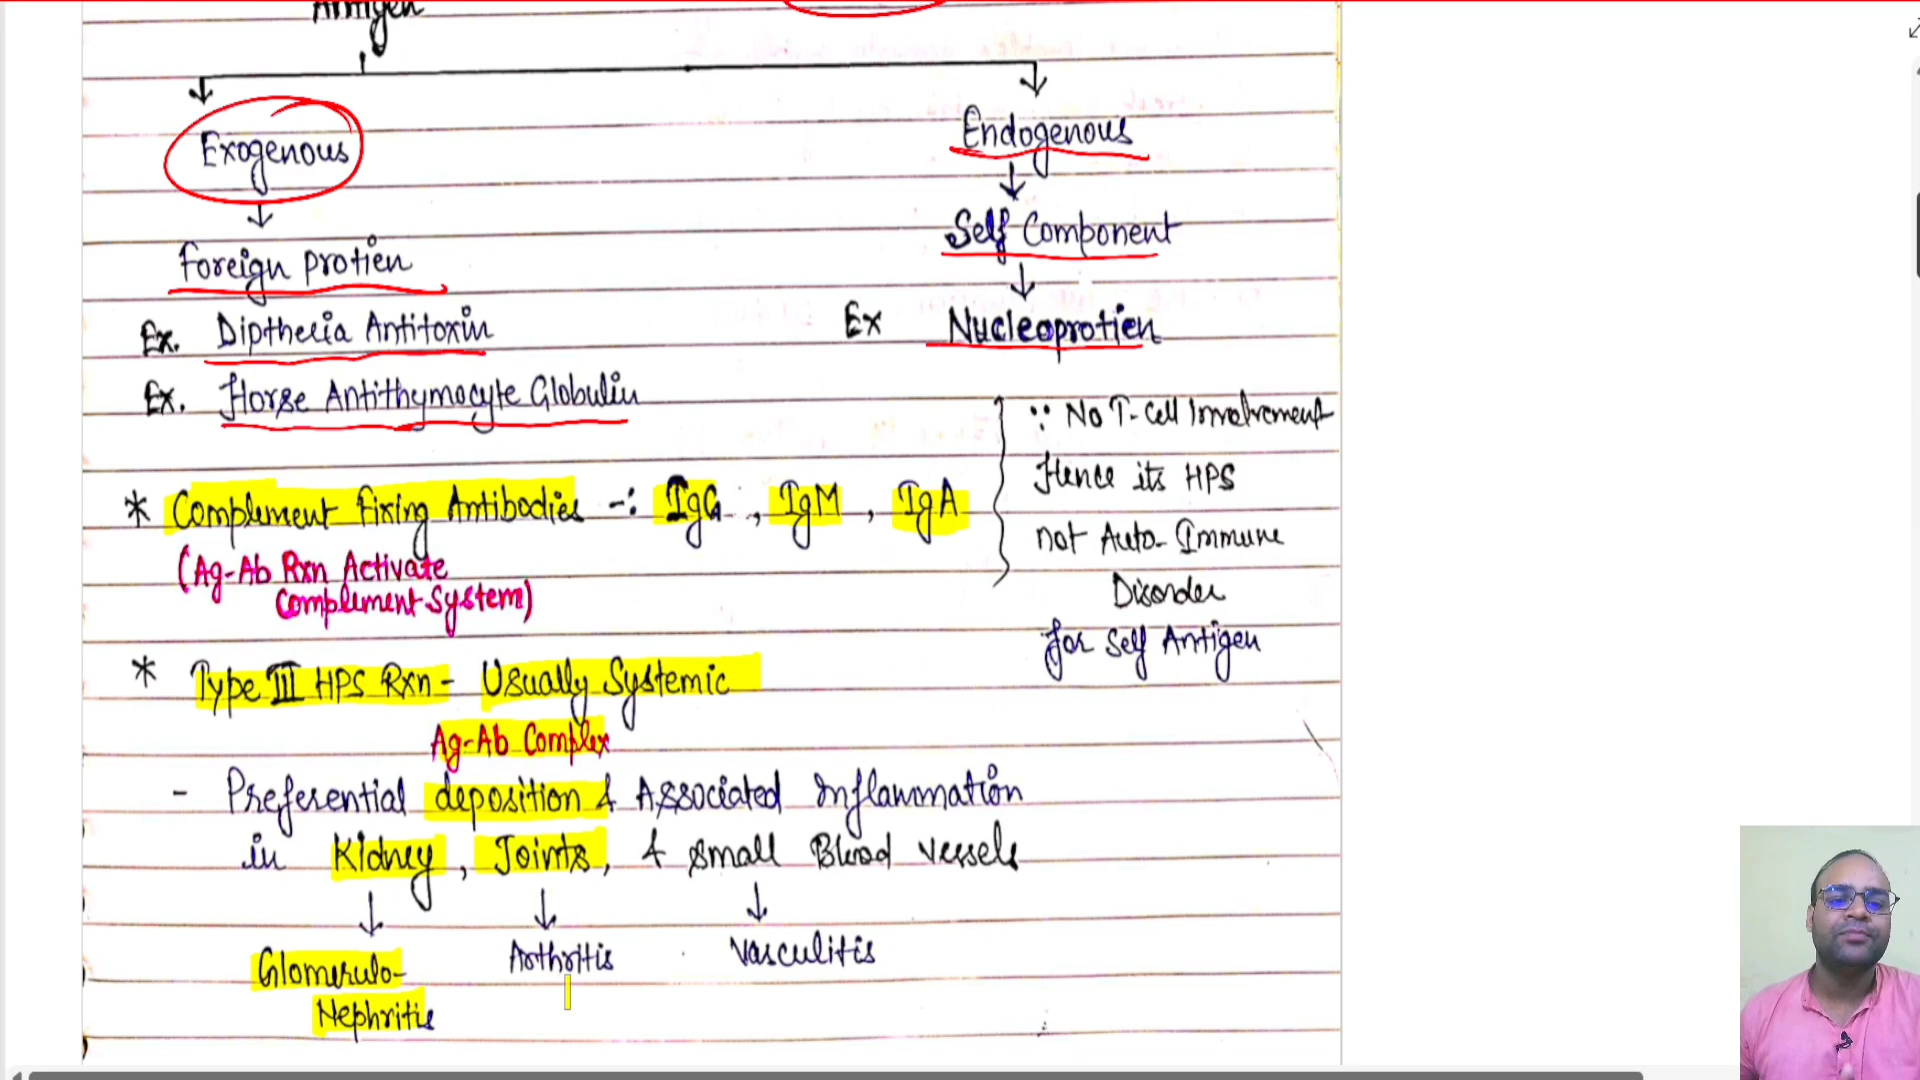 Antigen
Exogenous
Endogenous
Foreign Protien
Self Component
Ex. Diptheria Antitoxin
Ex Nucleoprotien
Ex. Horse Antithymocyte Globulin
∵ No T-Cell Involvement
Hence its HPS
not Auto-Immune
Disorder
for Self Antigen
* Complement fixing Antibodies -: IgG, IgM, IgA
(Ag-Ab Rxn Activate
Complement System)
* Type III HPS Rxn - Usually Systemic
Ag-Ab Complex
- Preferential deposition & Associated Inflammation
in Kidney, Joints, & small Blood vessels
Glomerulo-
Nephritis
Arthritis
Vasculitis